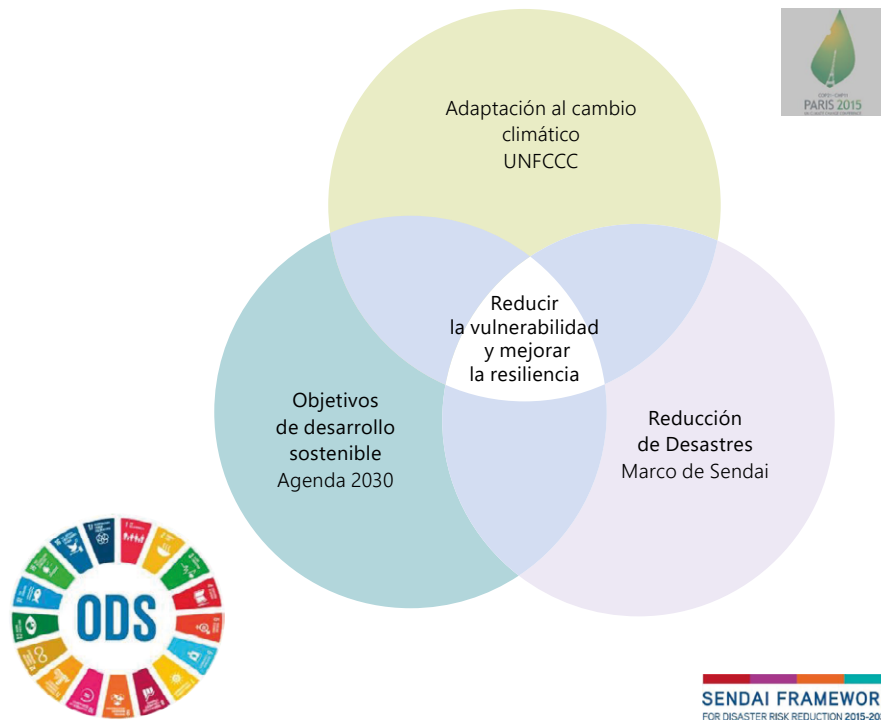 PARIS 2015
Adaptación al cambio
climático
UNFCCC
Reducir
la vulnerabilidad
y mejorar
la resiliencia
Objetivos
de desarrollo
sostenible
Agenda 2030
Reducción
de Desastres
Marco de Sendai
ODS
SENDAI FRAMEWOR
FOR DISASTER RISK REDUCTION 2015-20